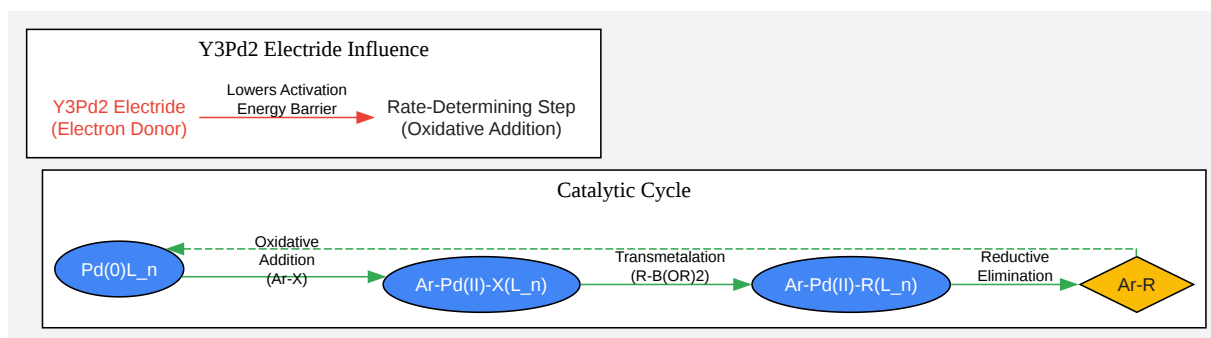 Y3Pd2 Electride Influence
Y3Pd2 Electride
(Electron Donor)
Lowers Activation
Energy Barrier
Rate-Determining Step
(Oxidative Addition)
Catalytic Cycle
Pd(0)L_n
Oxidative
Addition
(Ar-X)
Ar-Pd(II)-X(L_n)
Transmetalation
(R-B(OR)2)
Ar-Pd(II)-R(L_n)
Reductive
Elimination
Ar-R